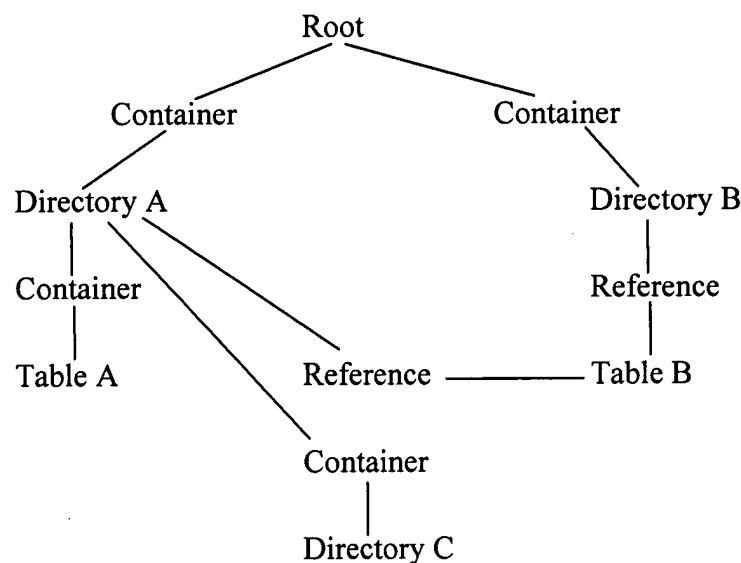 Root
Container
Container
Directory A
Directory B
Container
Reference
Table A
Reference
Table B
Container
Directory C